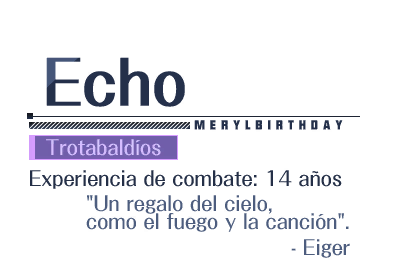 Echo
MERYLBIRTHDAY
Trotabaldíos
Experiencia de combate: 14 años
"Un regalo del cielo,
como el fuego y la canción".
- Eiger